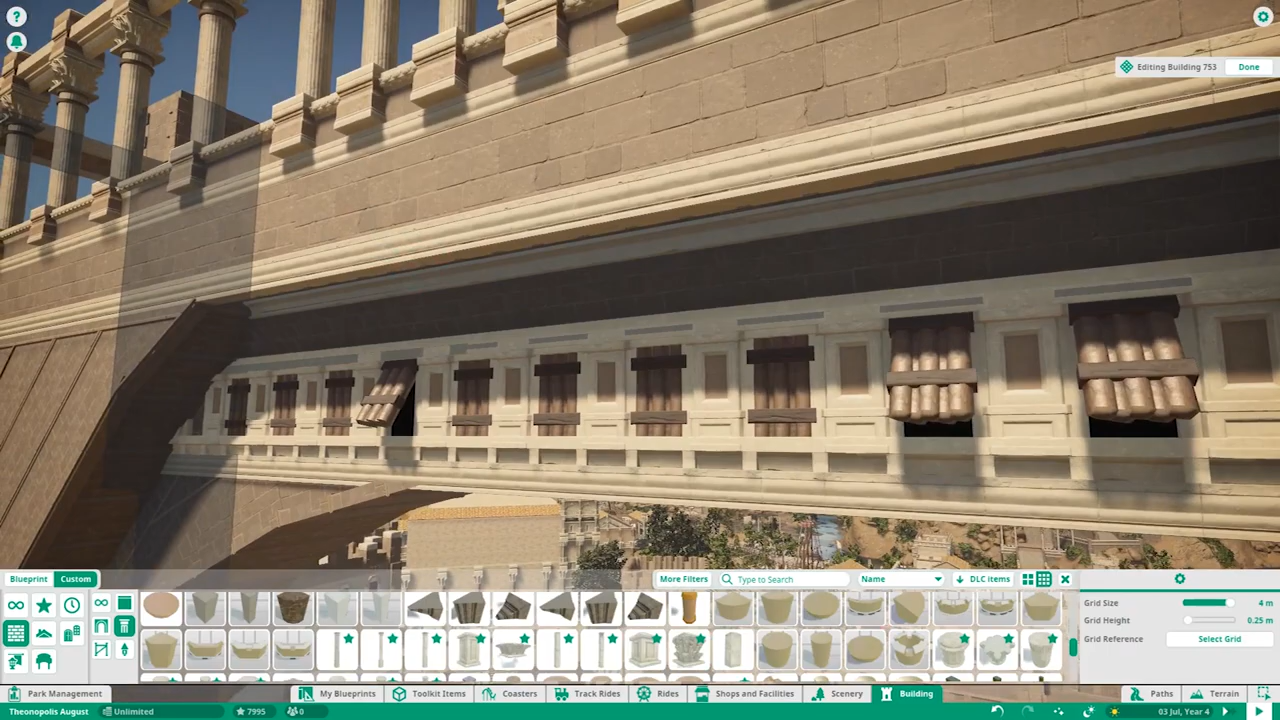 ?
Editing Building 753 Done
Blueprint Custom More Filters Type to Search Name DLC items
Grid Size 4 m
Grid Height 0.25 m
Grid Reference Select Grid
Park Management My Blueprints Toolkit Items Coasters Track Rides Rides Shops and Facilities Scenery Building Paths Terrain
Theonopolis August Unlimited 7995 0 03 Jul, Year 4